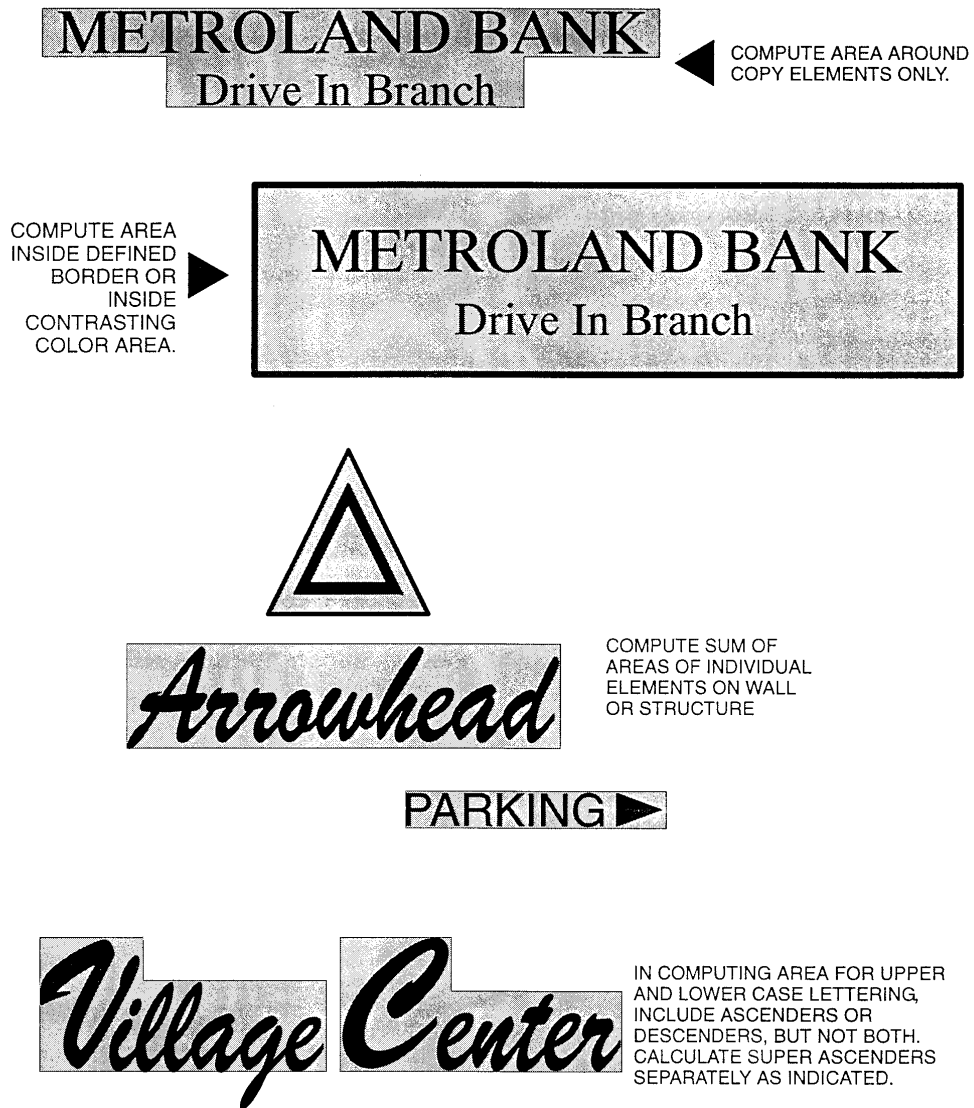 METROLAND BANK
Drive In Branch
COMPUTE AREA AROUND
COPY ELEMENTS ONLY.
COMPUTE AREA
INSIDE DEFINED
BORDER OR
INSIDE
CONTRASTING
COLOR AREA.
METROLAND BANK
Drive In Branch
Arrowhead
COMPUTE SUM OF
AREAS OF INDIVIDUAL
ELEMENTS ON WALL
OR STRUCTURE
PARKING
Village Center
IN COMPUTING AREA FOR UPPER
AND LOWER CASE LETTERING,
INCLUDE ASCENDERS OR
DESCENDERS, BUT NOT BOTH.
CALCULATE SUPER ASCENDERS
SEPARATELY AS INDICATED.